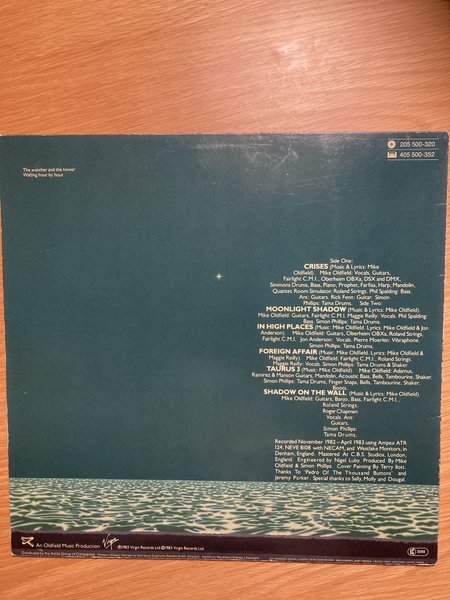 205 500-320
405 500-352
The watcher and the tower
Waiting hour by hour
Side One:
CRISES (Music & Lyrics: Mike
Oldfield). Mike Oldfield: Vocals, Guitars,
Fairlight C.M.I., Oberheim OBXa, DSX and DMX,
Simmons Drums, Bass, Piano, Prophet, Farfisa, Harp, Mandolin,
Quantec Room Simulator, Roland Strings. Phil Spalding: Bass.
Ant: Guitars. Rick Fenn: Guitar. Simon
Phillips: Tama Drums. Side Two:
MOONLIGHT SHADOW (Music & Lyrics: Mike Oldfield)
Mike Oldfield: Guitars, Fairlight C.M.I. Maggie Reilly: Vocals. Phil Spalding:
Bass. Simon Phillips: Tama Drums.
IN HIGH PLACES (Music: Mike Oldfield. Lyrics: Mike Oldfield & Jon
Anderson). Mike Oldfield: Guitars, Oberheim OBXa, Roland Strings,
Fairlight C.M.I. Jon Anderson: Vocals. Pierre Moerlen: Vibraphone.
Simon Phillips: Tama Drums.
FOREIGN AFFAIR (Music: Mike Oldfield. Lyrics: Mike Oldfield &
Maggie Reilly). Mike Oldfield: Fairlight C.M.I., Roland Strings.
Maggie Reilly: Vocals. Simon Phillips: Tama Drums & Shaker.
TAURUS 3 (Music: Mike Oldfield). Mike Oldfield: Adamus,
Ramirez & Manson Guitars, Mandolin, Acoustic Bass, Bells, Tambourine, Shaker.
Simon Phillips: Tama Drums, Finger Snaps, Bells, Tambourine, Shaker,
Boots.
SHADOW ON THE WALL (Music & Lyrics: Mike Oldfield)
Mike Oldfield: Guitars, Banjo, Bass, Fairlight C.M.I.,
Roland Strings.
Roger Chapman:
Vocals. Ant:
Guitars.
Simon Phillips:
Tama Drums.
Recorded November 1982 - April 1983 using Ampex ATR
124, NEVE 8108 with NECAM, and Westlake Monitors, in
Denham, England. Mastered At C.B.S. Studios, London,
England. Engineered by Nigel Luby. Produced By Mike
Oldfield & Simon Phillips. Cover Painting By Terry Ilott.
Thanks To 'Pedro Of The Thousand Buttons' and
Jeremy Parker. Special thanks to Sally, Molly and Dougal.
An Oldfield Music Production
Virgin
℗1983 Virgin Records Ltd ©1983 Virgin Records Ltd.